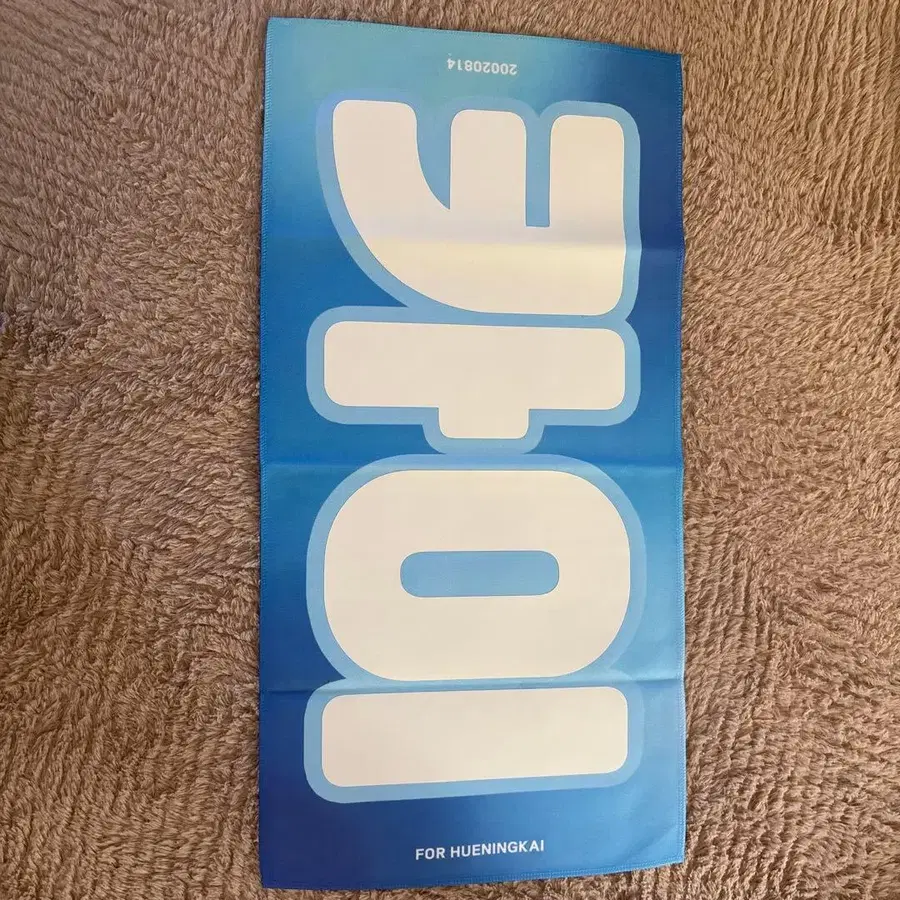 20020814
카이
FOR HUENINGKAI